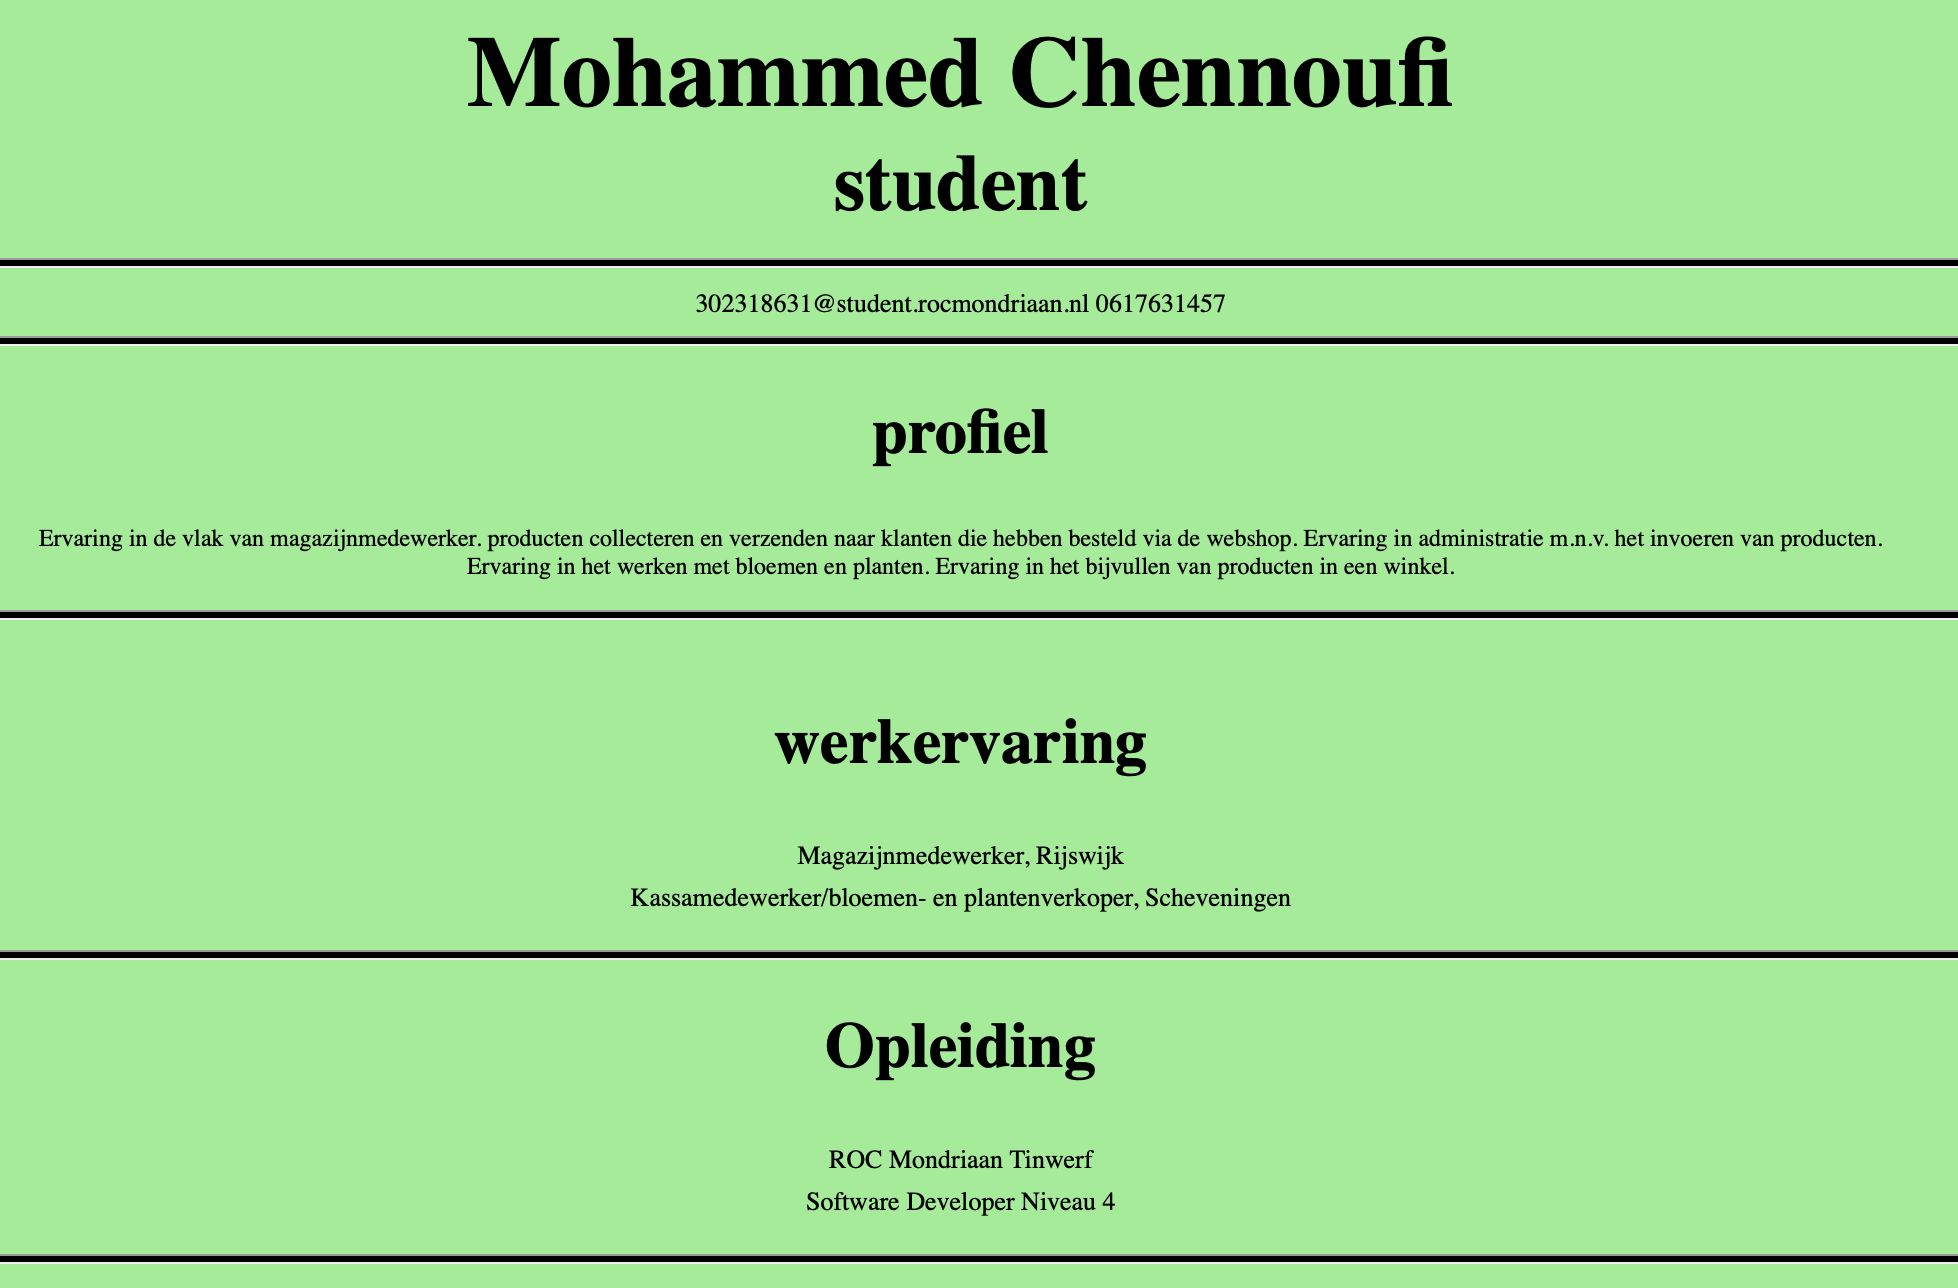 Mohammed Chennoufi
student
302318631@student.rocmondriaan.nl 0617631457
profiel
Ervaring in de vlak van magazijnmedewerker. producten collecteren en verzenden naar klanten die hebben besteld via de webshop. Ervaring in administratie m.n.v. het invoeren van producten.
Ervaring in het werken met bloemen en planten. Ervaring in het bijvullen van producten in een winkel.
werkervaring
Magazijnmedewerker, Rijswijk
Kassamedewerker/bloemen- en plantenverkoper, Scheveningen
Opleiding
ROC Mondriaan Tinwerf
Software Developer Niveau 4